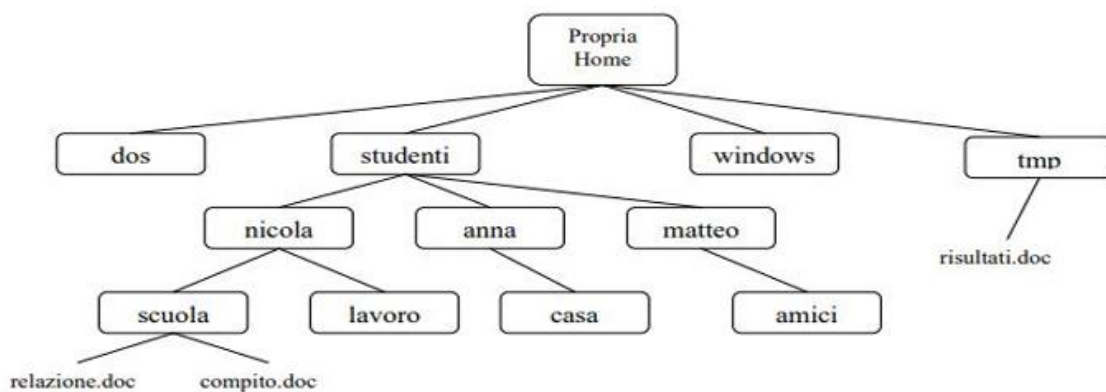 Propria
Home
dos
studenti
windows
tmp
nicola
anna
matteo
risultati.doc
scuola
lavoro
casa
amici
relazione.doc
compito.doc